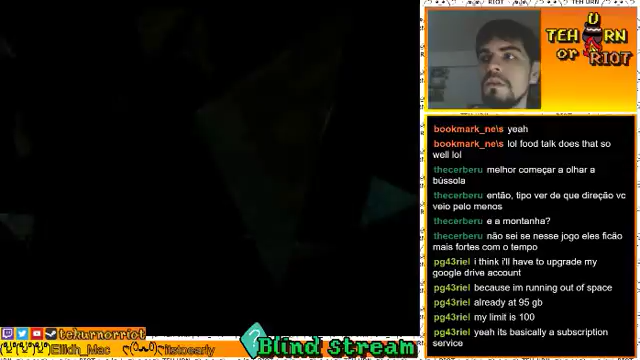 TEH URN
or RIOT
bookmark_ne\s yeah
bookmark_ne\s lol food talk does that so
well lol
thecerberu melhor começar a olhar a
bússola
thecerberu então, tipo ver de que direção vc
veio pelo menos
thecerberu e a montanha?
thecerberu não sei se nesse jogo eles ficão
mais fortes com o tempo
pg43riel i think i'll have to upgrade my
google drive account
pg43riel because im running out of space
pg43riel already at 95 gb
pg43riel my limit is 100
pg43riel yeah its basically a subscription
service
tekurnorriot
Eilidh_Mac
itstoearly
Blind Stream